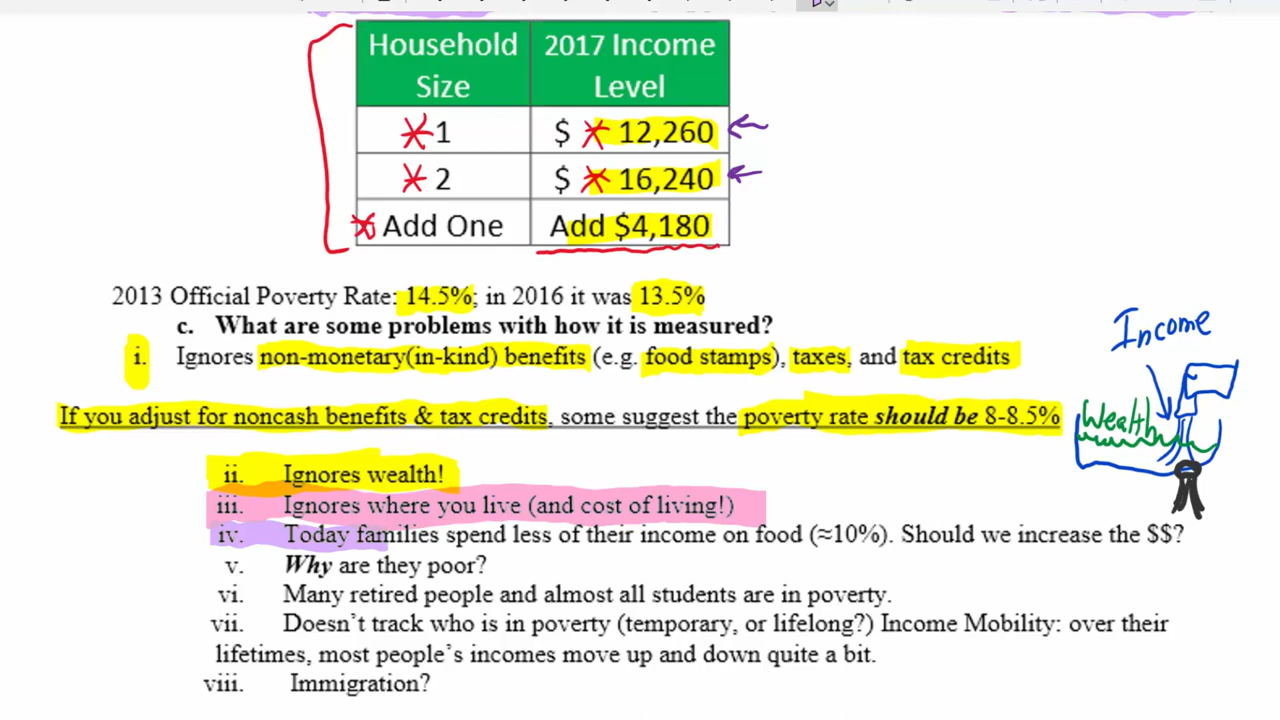 Household Size
2017 Income Level
1 $ 12,260
2 $ 16,240
Add One Add $4,180
2013 Official Poverty Rate: 14.5%; in 2016 it was 13.5%
c. What are some problems with how it is measured?
Income
i. Ignores non-monetary(in-kind) benefits (e.g. food stamps), taxes, and tax credits
If you adjust for noncash benefits & tax credits, some suggest the poverty rate should be 8-8.5%
Wealth
ii. Ignores wealth!
iii. Ignores where you live (and cost of living!)
iv. Today families spend less of their income on food (≈10%). Should we increase the $$?
v. Why are they poor?
vi. Many retired people and almost all students are in poverty.
vii. Doesn't track who is in poverty (temporary, or lifelong?) Income Mobility: over their
lifetimes, most people's incomes move up and down quite a bit.
viii. Immigration?